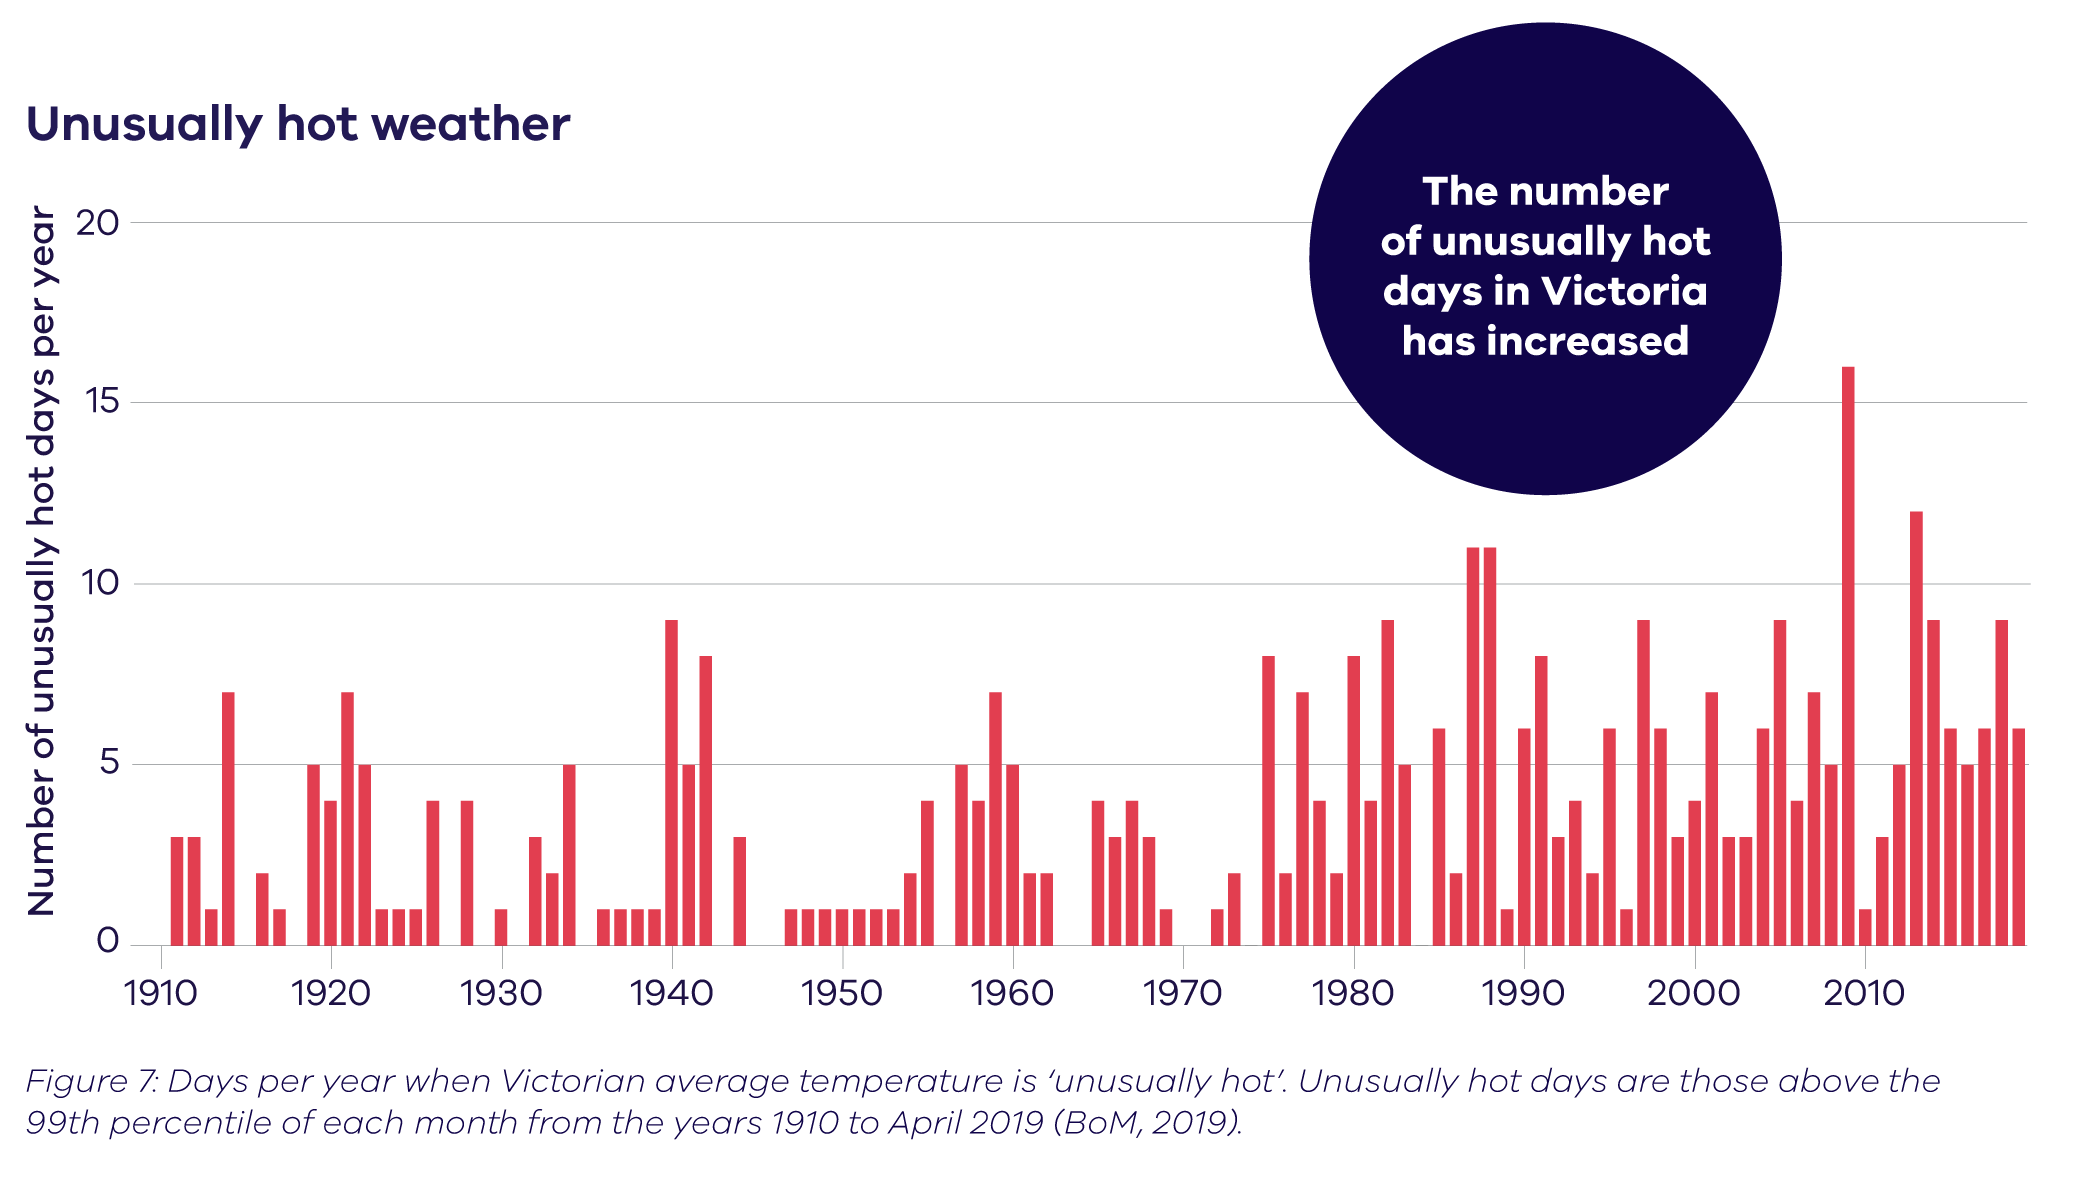 Unusually hot weather
The number
of unusually hot
days in Victoria
has increased
Number of unusually hot days per year
20
15
10
5
0
1910 1920 1930 1940 1950 1960 1970 1980 1990 2000 2010
Figure 7: Days per year when Victorian average temperature is ‘unusually hot’. Unusually hot days are those above the
99th percentile of each month from the years 1910 to April 2019 (BoM, 2019).